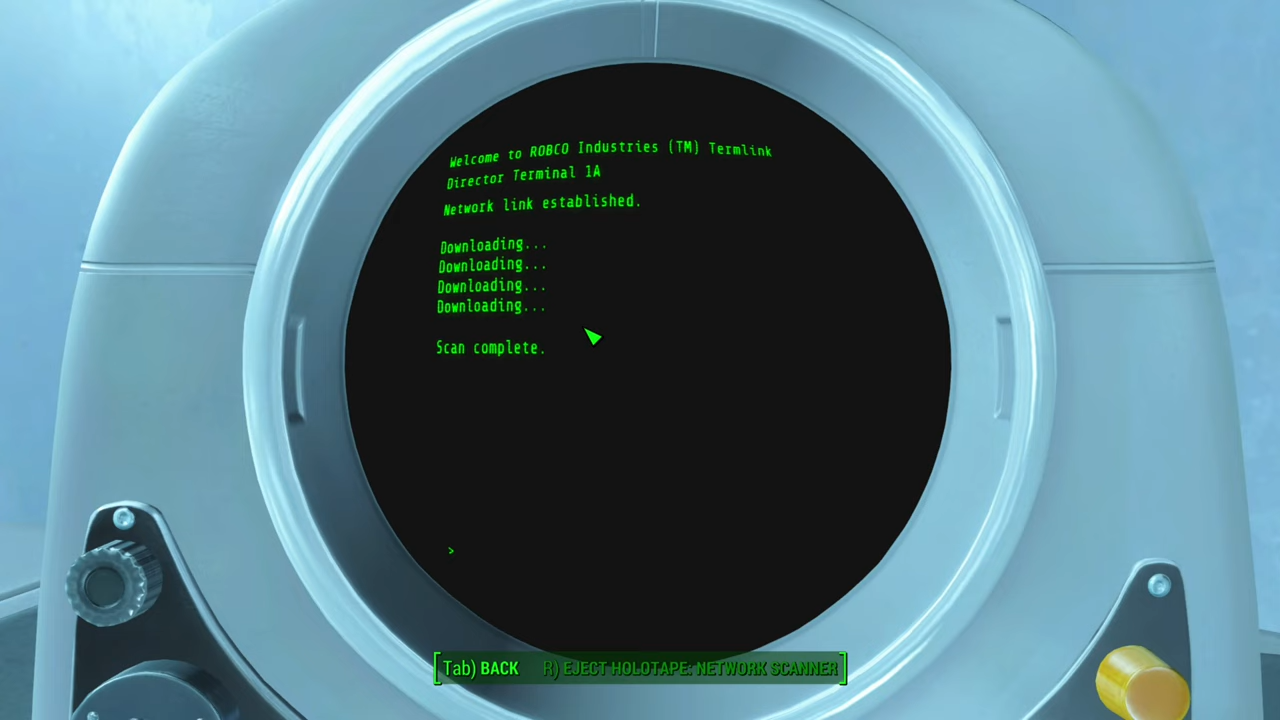 Welcome to ROBCO Industries (TM) Termlink
Director Terminal 1A
Network link established.
Downloading...
Downloading...
Downloading...
Downloading...
Scan complete.
>
Tab) BACK R) EJECT HOLOTAPE: NETWORK SCANNER